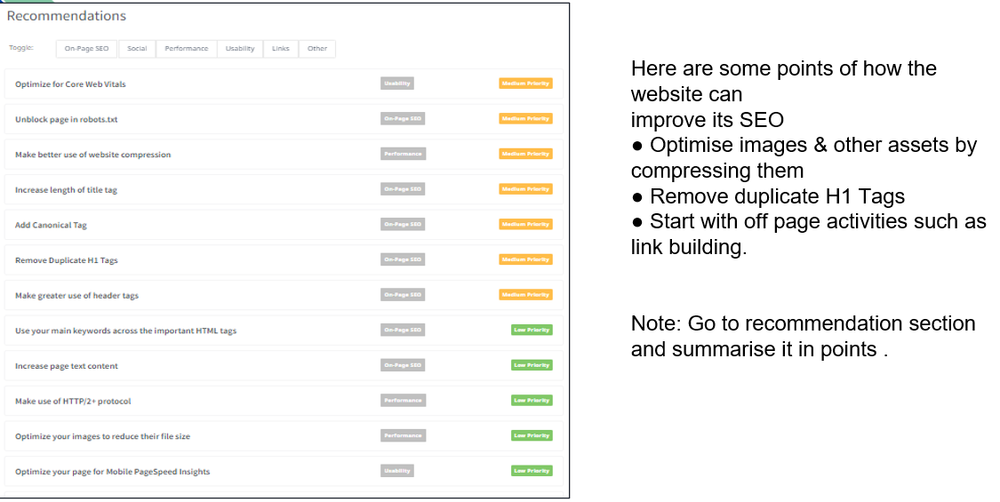 Recommendations
Toggle:
On-Page SEO
Social
Performance
Usability
Links
Other
Optimize for Core Web Vitals
Usability
Medium Priority
Unblock page in robots.txt
On-Page SEO
Medium Priority
Make better use of website compression
Performance
Medium Priority
Increase length of title tag
On-Page SEO
Medium Priority
Add Canonical Tag
On-Page SEO
Medium Priority
Remove Duplicate H1 Tags
On-Page SEO
Medium Priority
Make greater use of header tags
On-Page SEO
Medium Priority
Use your main keywords across the important HTML tags
On-Page SEO
Low Priority
Increase page text content
On-Page SEO
Low Priority
Make use of HTTP/2+ protocol
Performance
Low Priority
Optimize your images to reduce their file size
Performance
Low Priority
Optimize your page for Mobile PageSpeed Insights
Usability
Low Priority
Here are some points of how the
website can
improve its SEO
● Optimise images & other assets by
compressing them
● Remove duplicate H1 Tags
● Start with off page activities such as
link building.
Note: Go to recommendation section
and summarise it in points .